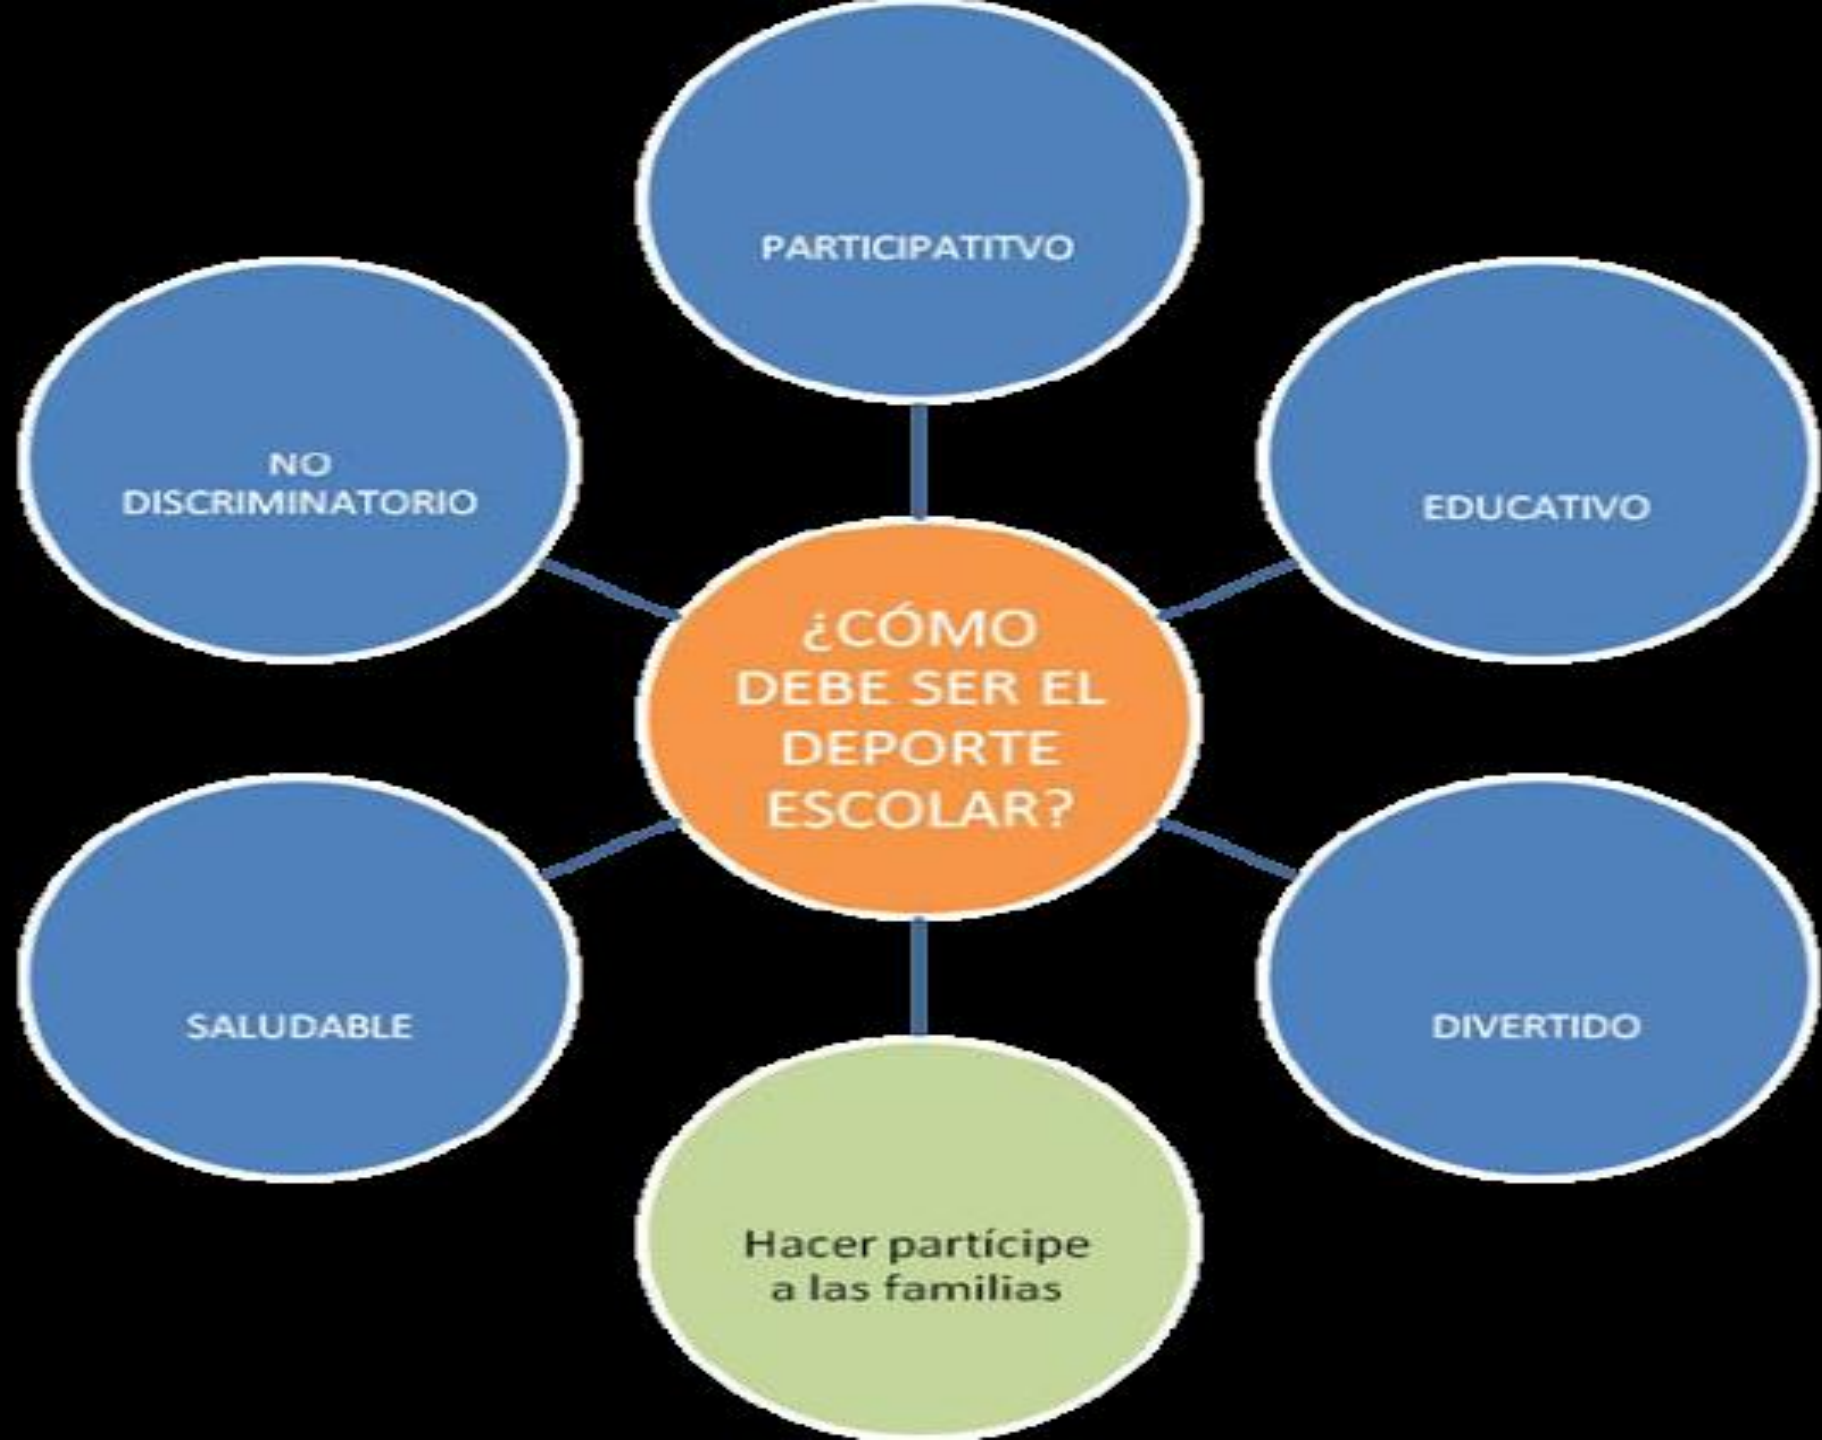 PARTICIPATITVO
NO
DISCRIMINATORIO
EDUCATIVO
¿CÓMO
DEBE SER EL
DEPORTE
ESCOLAR?
SALUDABLE
DIVERTIDO
Hacer partícipe
a las familias